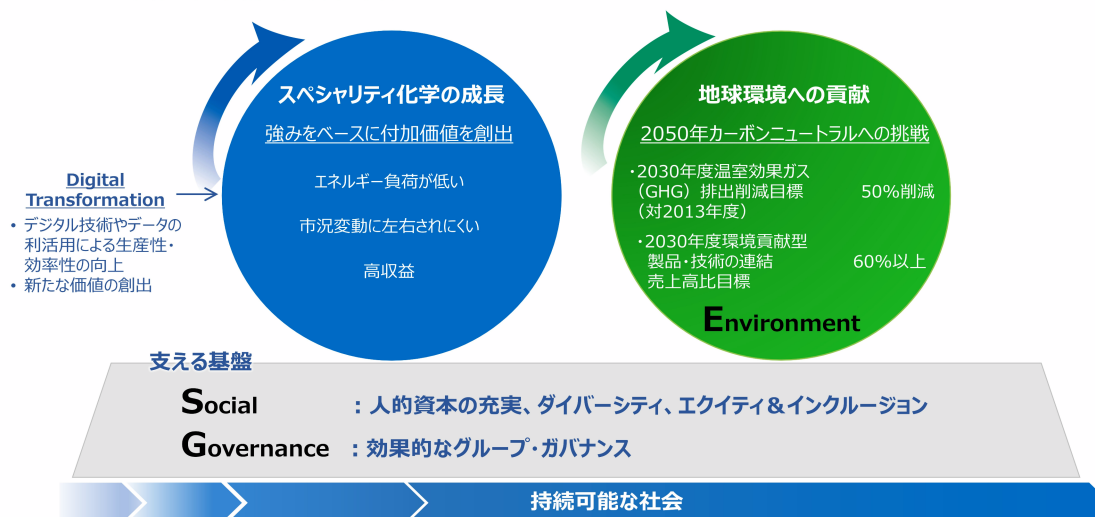 スペシャリティ化学の成長
強みをベースに付加価値を創出
エネルギー負荷が低い
市況変動に左右されにくい
高収益
地球環境への貢献
2050年カーボンニュートラルへの挑戦
・2030年度温室効果ガス
（GHG）排出削減目標 50%削減
（対2013年度）
・2030年度環境貢献型
製品・技術の連結 60%以上
売上高比目標
Environment
Digital
Transformation
• デジタル技術やデータの
利活用による生産性・
効率性の向上
• 新たな価値の創出
支える基盤
Social ：人的資本の充実、ダイバーシティ、エクイティ＆インクルージョン
Governance ：効果的なグループ・ガバナンス
持続可能な社会